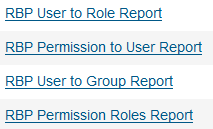 RBP User to Role Report
RBP Permission to User Report
RBP User to Group Report
RBP Permission Roles Report